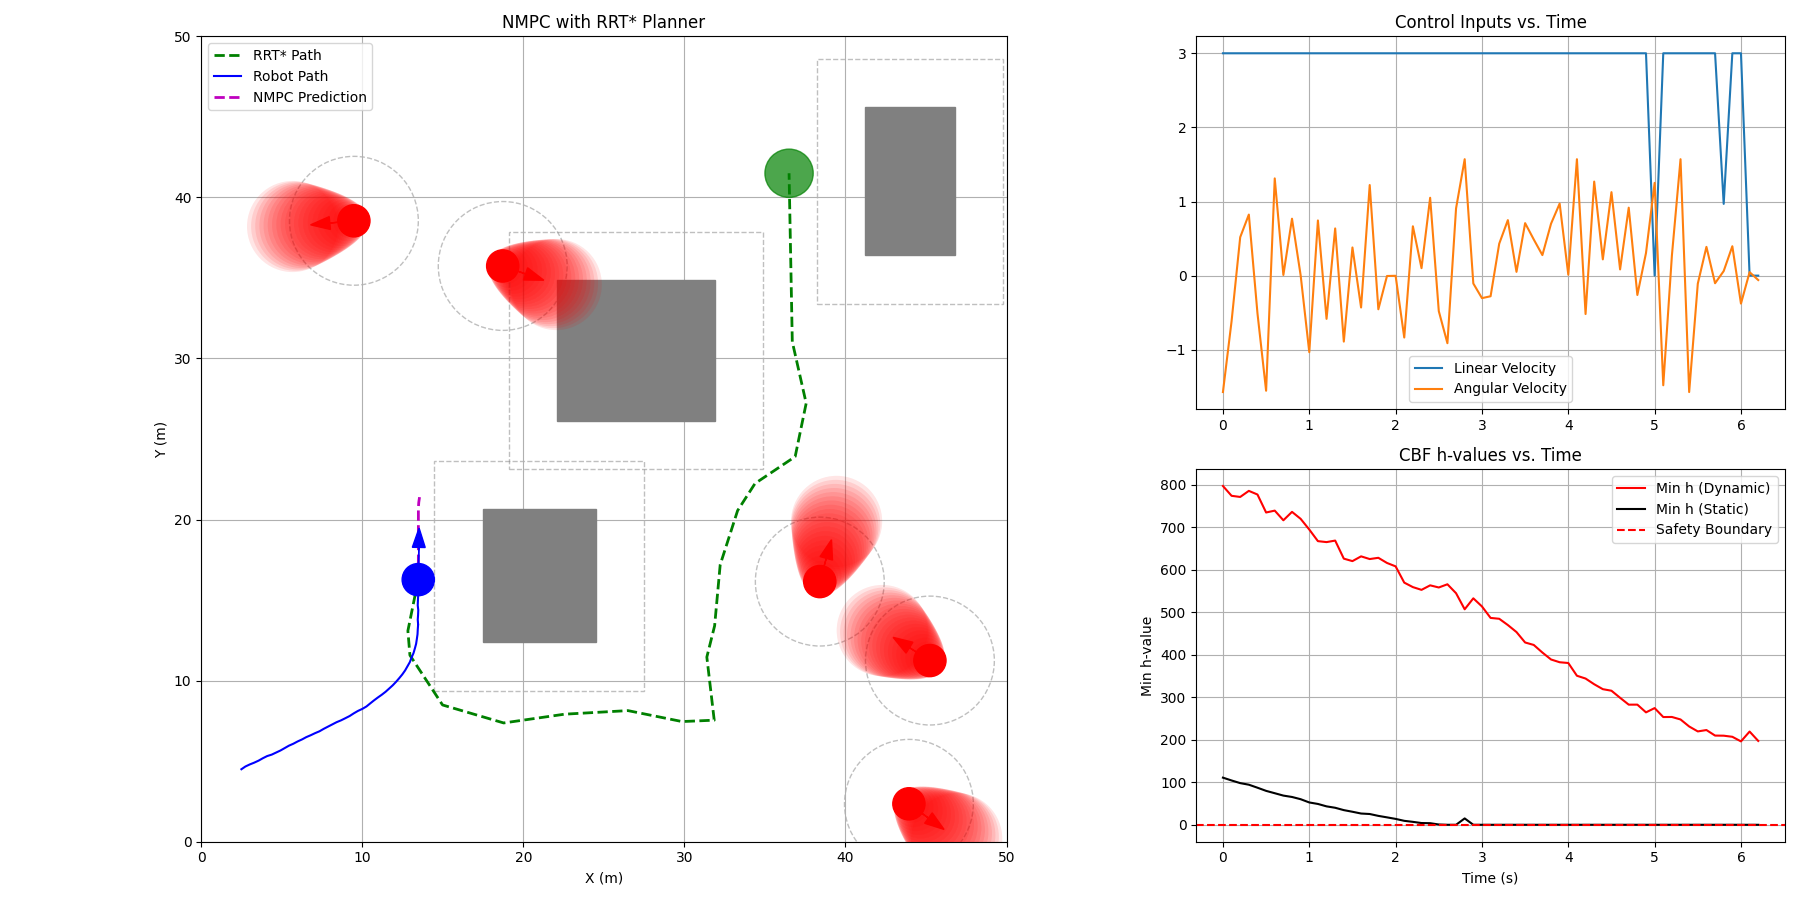 NMPC with RRT* Planner
RRT* Path
Robot Path
NMPC Prediction
50
40
30
20
10
0
Y (m)
0 10 20 30 40 50
X (m)
Control Inputs vs. Time
3
2
1
0
−1
Linear Velocity
Angular Velocity
0 1 2 3 4 5 6
CBF h-values vs. Time
Min h (Dynamic)
Min h (Static)
Safety Boundary
800
700
600
500
400
300
200
100
0
Min h-value
0 1 2 3 4 5 6
Time (s)